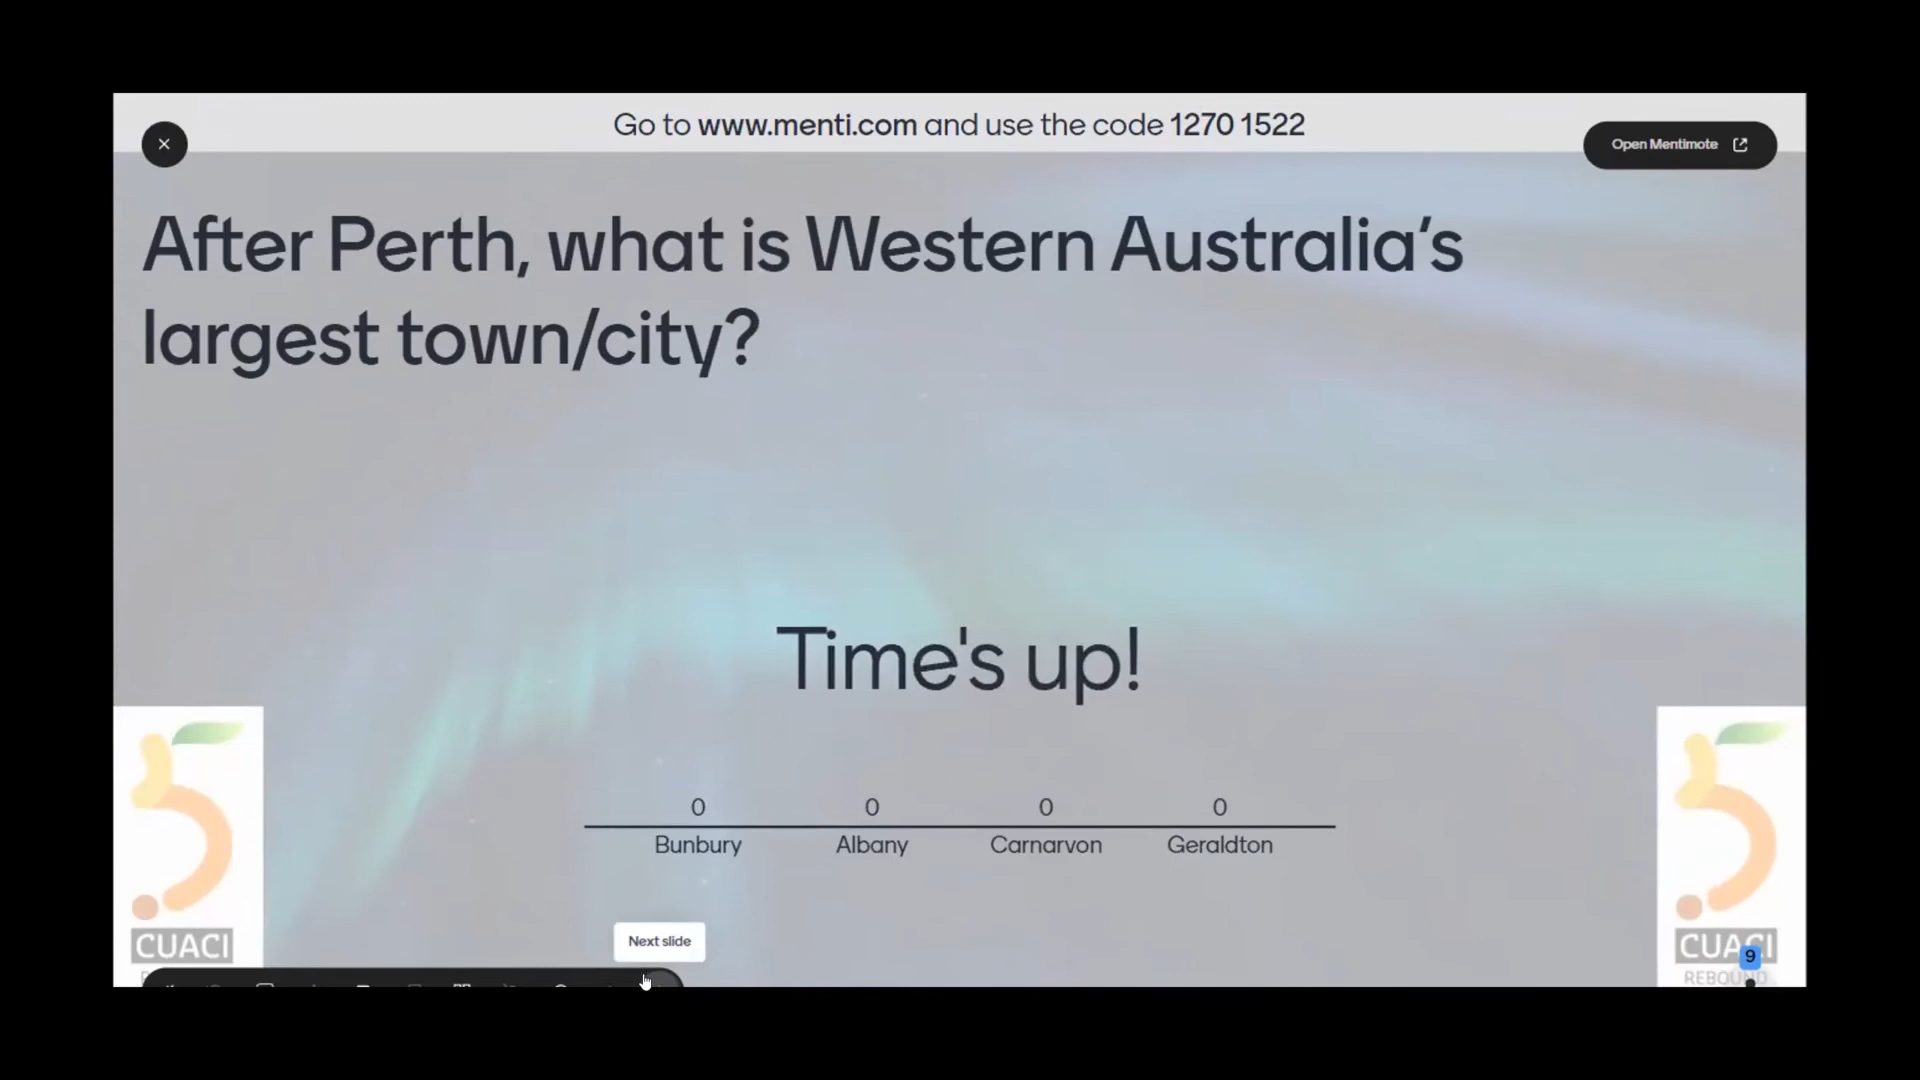 Go to www.menti.com and use the code 1270 1522
Open Mentimote
After Perth, what is Western Australia's
largest town/city?
Time's up!
0 0 0 0
Bunbury Albany Carnarvon Geraldton
Next slide
CUACI
CUACI
9
REBOUND